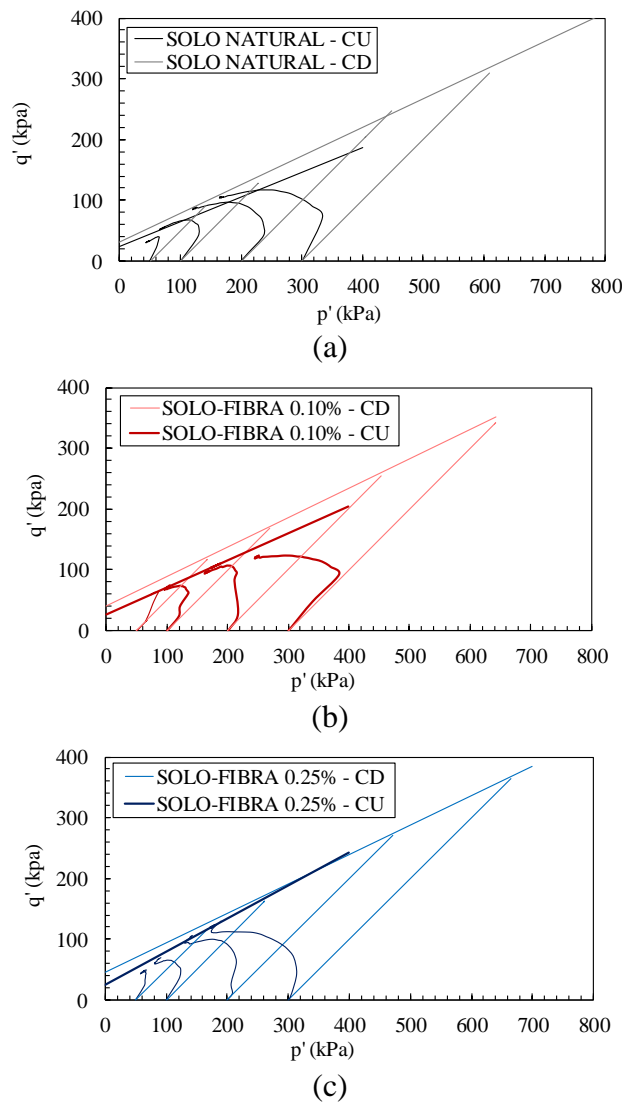 400
SOLO NATURAL - CU
SOLO NATURAL - CD
300
q' (kpa)
200
100
0
0 100 200 300 400 500 600 700 800
p' (kPa)
(a)
400
SOLO-FIBRA 0.10% - CD
SOLO-FIBRA 0.10% - CU
300
q' (kpa)
200
100
0
0 100 200 300 400 500 600 700 800
p' (kPa)
(b)
400
SOLO-FIBRA 0.25% - CD
SOLO-FIBRA 0.25% - CU
300
q' (kpa)
200
100
0
0 100 200 300 400 500 600 700 800
p' (kPa)
(c)